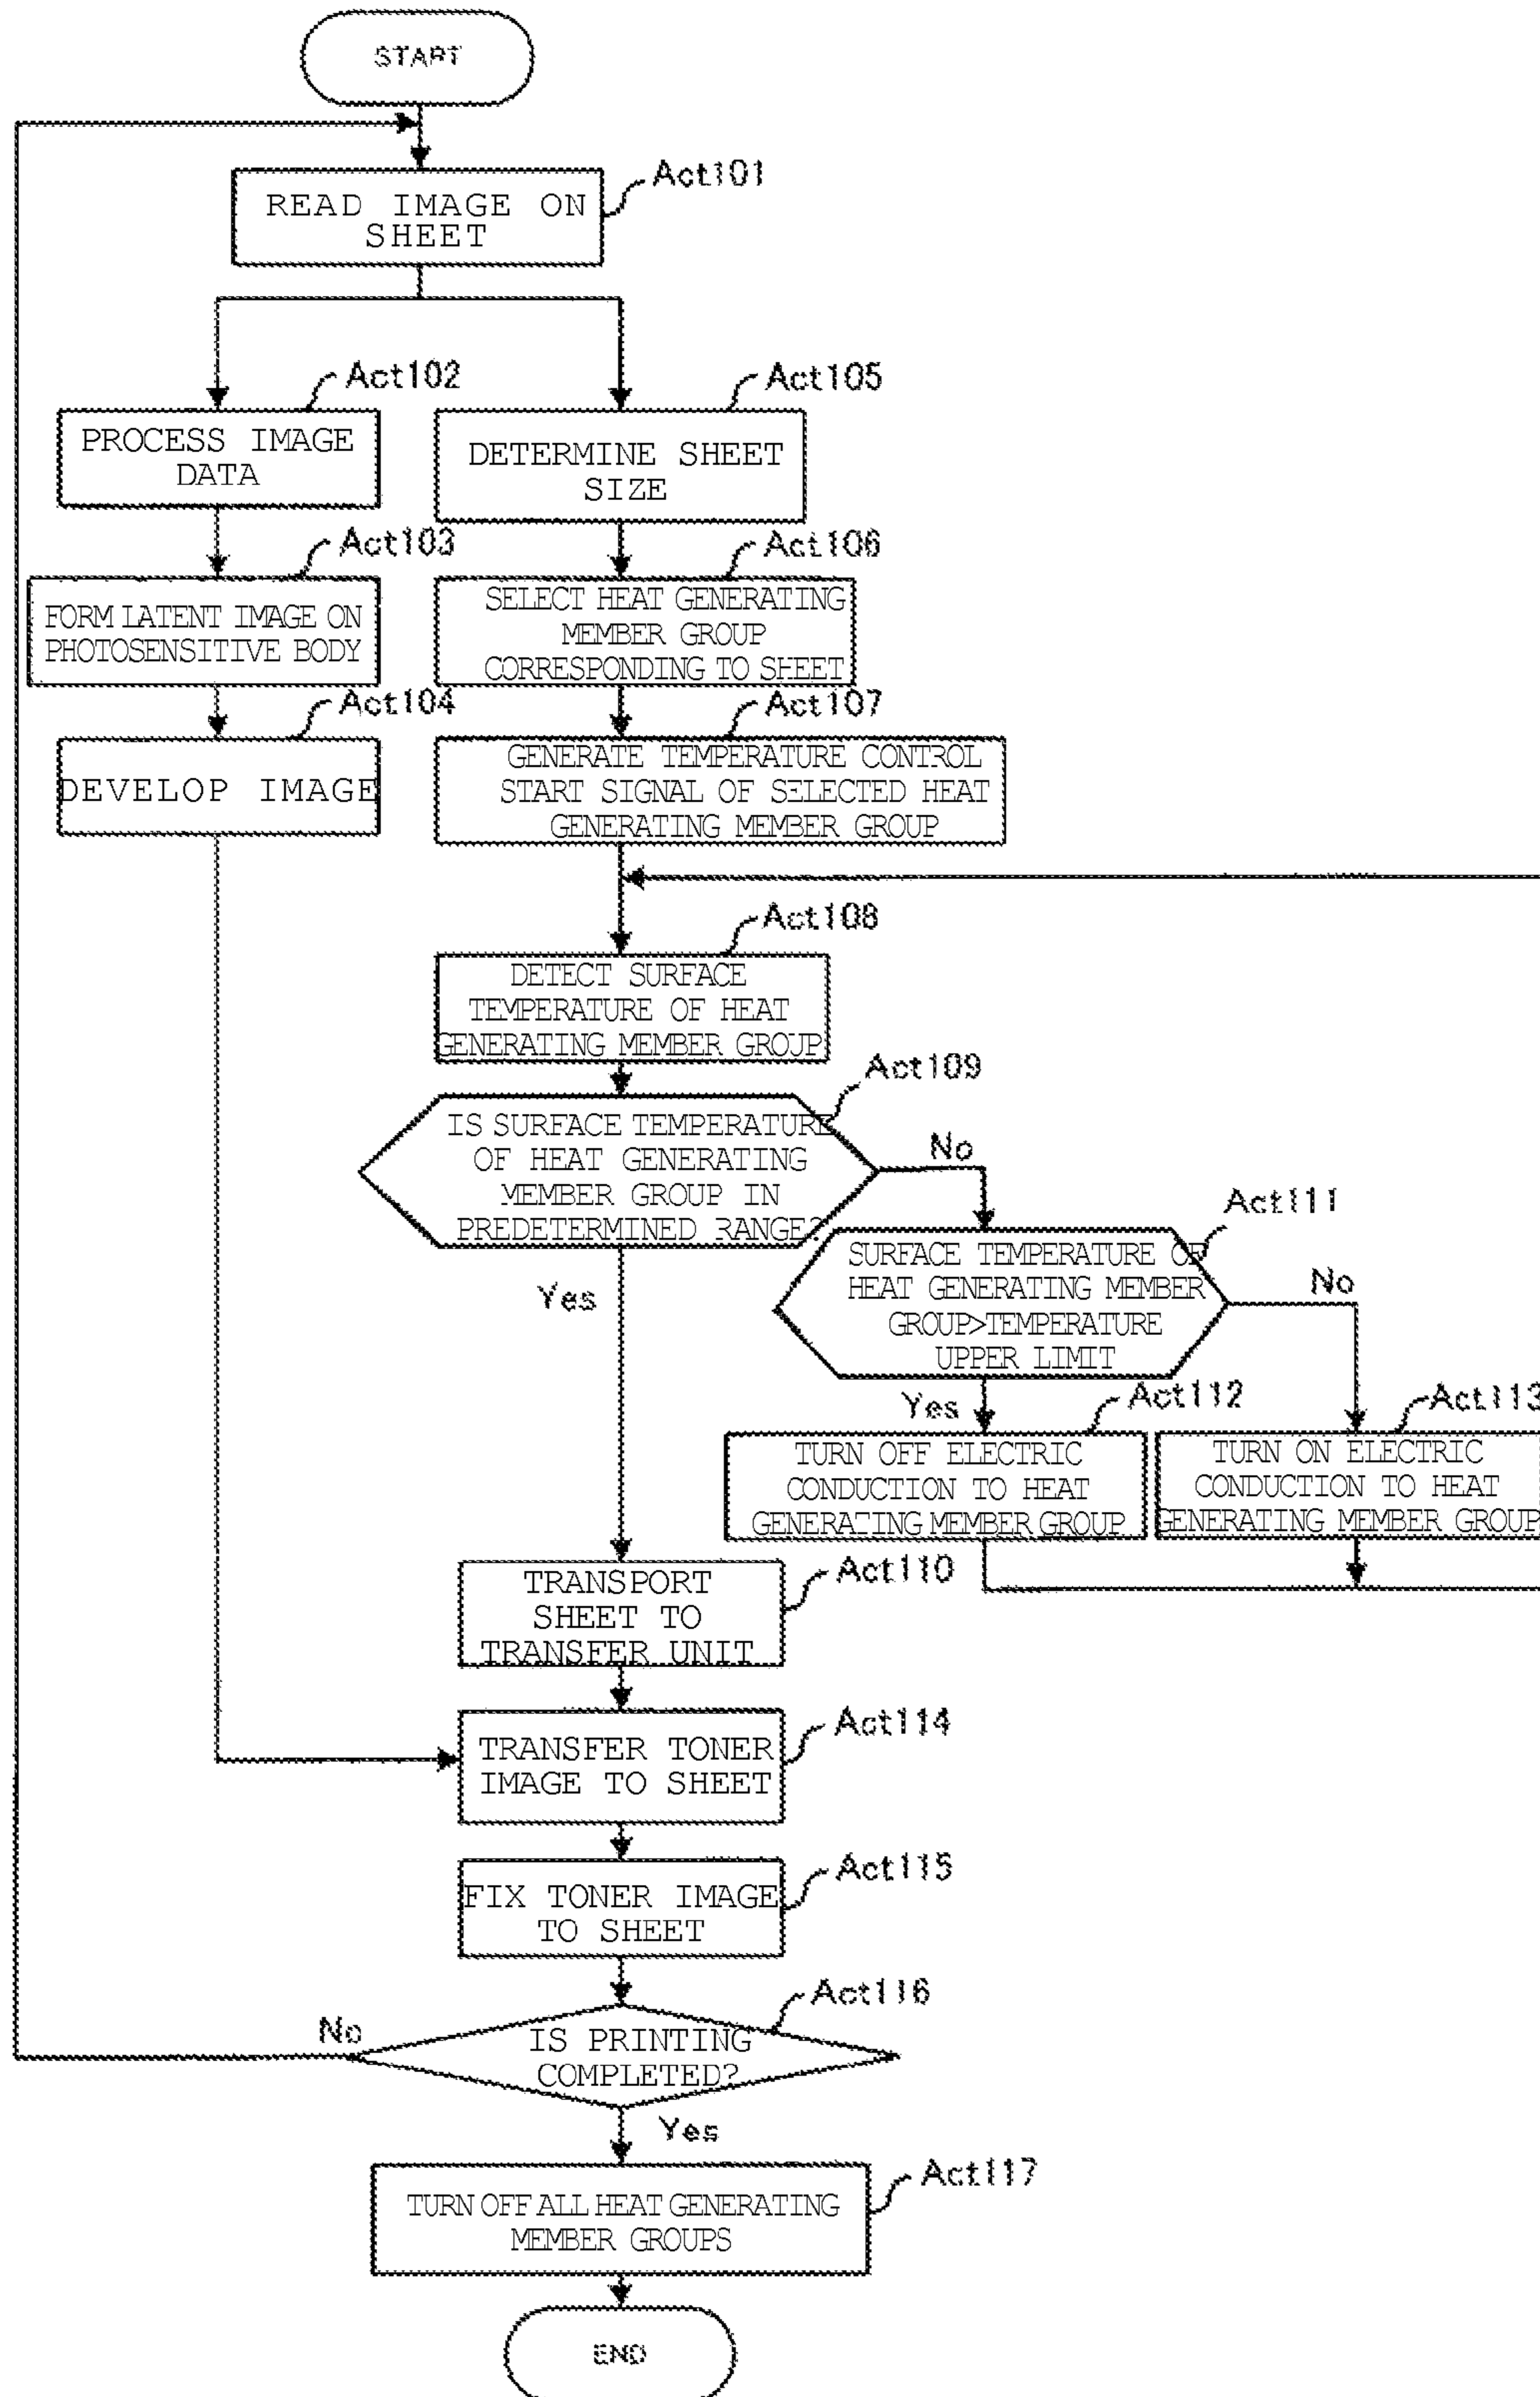 START
Act101
READ IMAGE ON
SHEET
Act102
PROCESS IMAGE
DATA
Act103
FORM LATENT IMAGE ON
PHOTOSENSITIVE BODY
Act104
DEVELOP IMAGE
Act105
DETERMINE SHEET
SIZE
Act106
SELECT HEAT GENERATING
MEMBER GROUP
CORRESPONDING TO SHEET
Act107
GENERATE TEMPERATURE CONTROL
START SIGNAL OF SELECTED HEAT
GENERATING MEMBER GROUP
Act108
DETECT SURFACE
TEMPERATURE OF HEAT
GENERATING MEMBER GROUP
Act109
IS SURFACE TEMPERATURE
OF HEAT GENERATING
MEMBER GROUP IN
PREDETERMINED RANGE?
No
Yes
Act111
SURFACE TEMPERATURE OF
HEAT GENERATING MEMBER
GROUP>TEMPERATURE
UPPER LIMIT
No
Yes
Act112
TURN OFF ELECTRIC
CONDUCTION TO HEAT
GENERATING MEMBER GROUP
Act113
TURN ON ELECTRIC
CONDUCTION TO HEAT
GENERATING MEMBER GROUP
Act110
TRANSPORT
SHEET TO
TRANSFER UNIT
Act114
TRANSFER TONER
IMAGE TO SHEET
Act115
FIX TONER IMAGE
TO SHEET
Act116
IS PRINTING
COMPLETED?
No
Yes
Act117
TURN OFF ALL HEAT GENERATING
MEMBER GROUPS
END